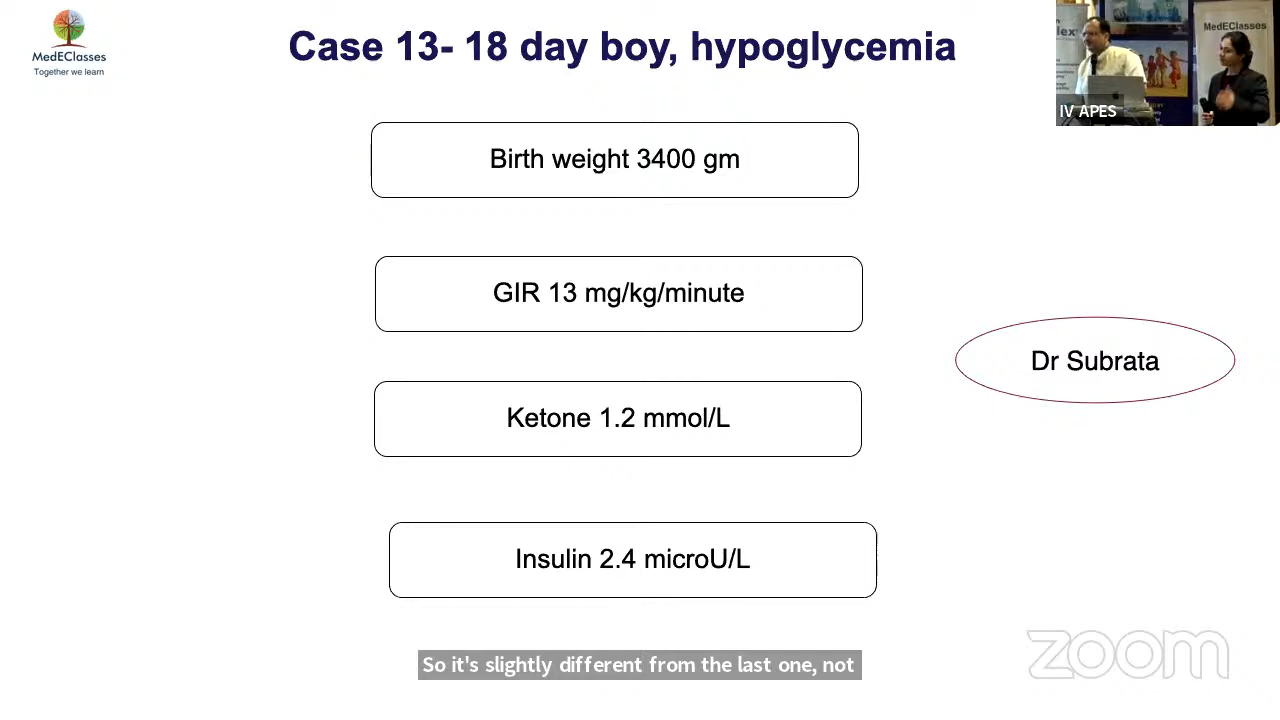 MedEClasses
Together we learn
Case 13- 18 day boy, hypoglycemia
MedEClasses
IV APES
Birth weight 3400 gm
GIR 13 mg/kg/minute
Dr Subrata
Ketone 1.2 mmol/L
Insulin 2.4 microU/L
So it's slightly different from the last one, not
zoom